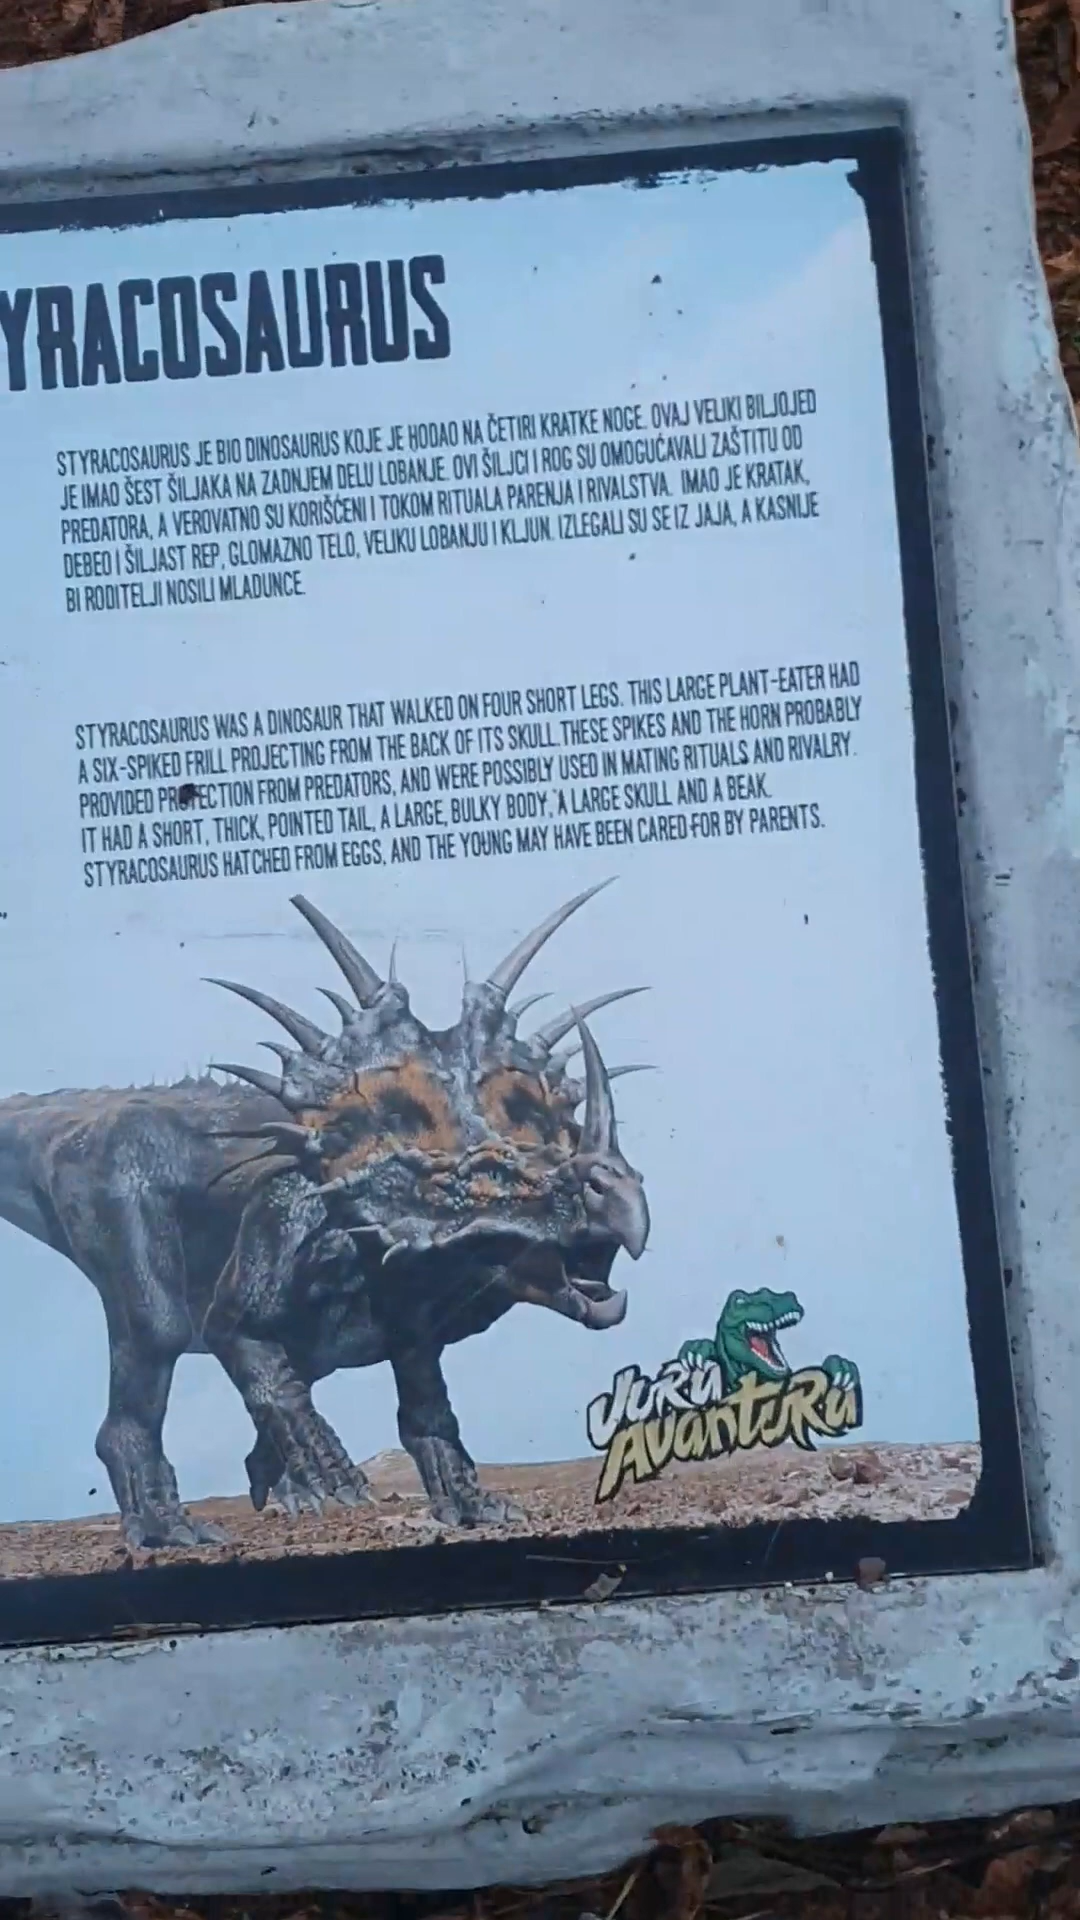 YRACOSAURUS
STYRACOSAURUS JE BIO DINOSAURUS KOJE JE HODAO NA ČETIRI KRATKE NOGE. OVAJ VELIKI BILJOJED
JE IMAO ŠEST ŠILJAKA NA ZADNJEM DELU LOBANJE. OVI ŠILJCI I ROG SU OMOGUĆAVALI ZAŠTITU OD
PREDATORA, A VEROVATNO SU KORIŠĆENI I TOKOM RITUALA PARENJA I RIVALSTVA. IMAO JE KRATAK,
DEBEO I ŠILJAST REP, GLOMAZNO TELO, VELIKU LOBANJU I KLJUN. IZLEGALI SU SE IZ JAJA, A KASNIJE
BI RODITELJI NOSILI MLADUNCE.
STYRACOSAURUS WAS A DINOSAUR THAT WALKED ON FOUR SHORT LEGS. THIS LARGE PLANT-EATER HAD
A SIX-SPIKED FRILL PROJECTING FROM THE BACK OF ITS SKULL.THESE SPIKES AND THE HORN PROBABLY
PROVIDED PROTECTION FROM PREDATORS, AND WERE POSSIBLY USED IN MATING RITUALS AND RIVALRY.
IT HAD A SHORT, THICK, POINTED TAIL, A LARGE, BULKY BODY, A LARGE SKULL AND A BEAK.
STYRACOSAURUS HATCHED FROM EGGS, AND THE YOUNG MAY HAVE BEEN CARED FOR BY PARENTS.
JURA
AVANTURA